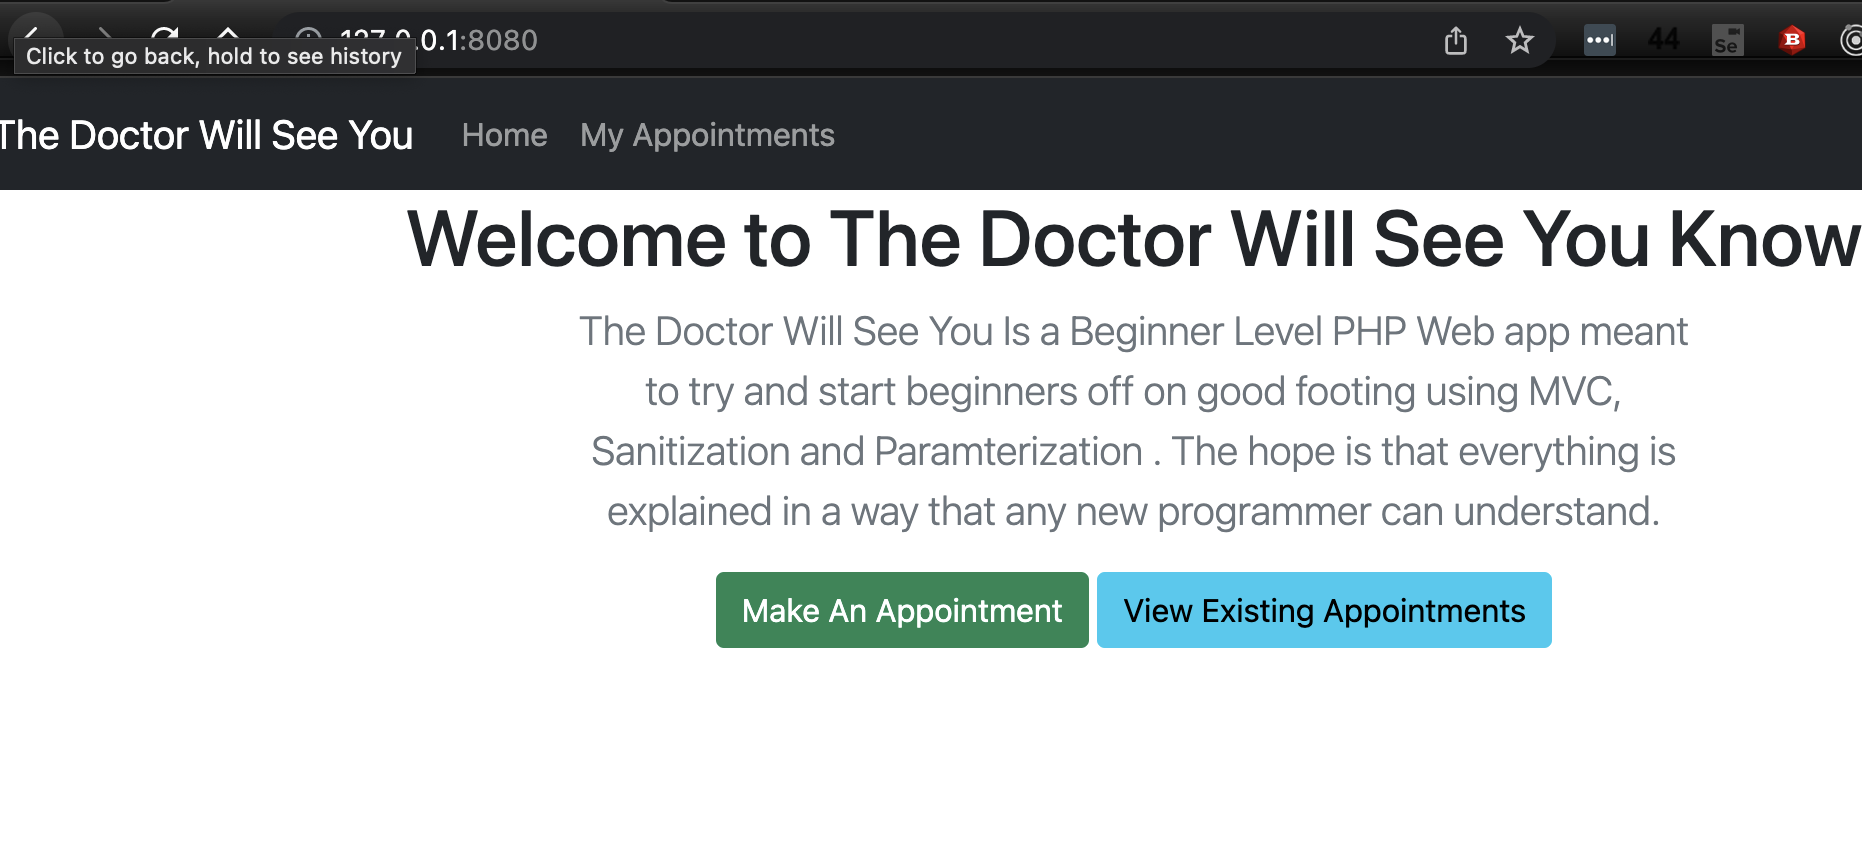 127.0.0.1:8080
44
Se
B
Click to go back, hold to see history
The Doctor Will See You Home My Appointments
Welcome to The Doctor Will See You Know
The Doctor Will See You Is a Beginner Level PHP Web app meant
to try and start beginners off on good footing using MVC,
Sanitization and Paramterization . The hope is that everything is
explained in a way that any new programmer can understand.
Make An Appointment View Existing Appointments